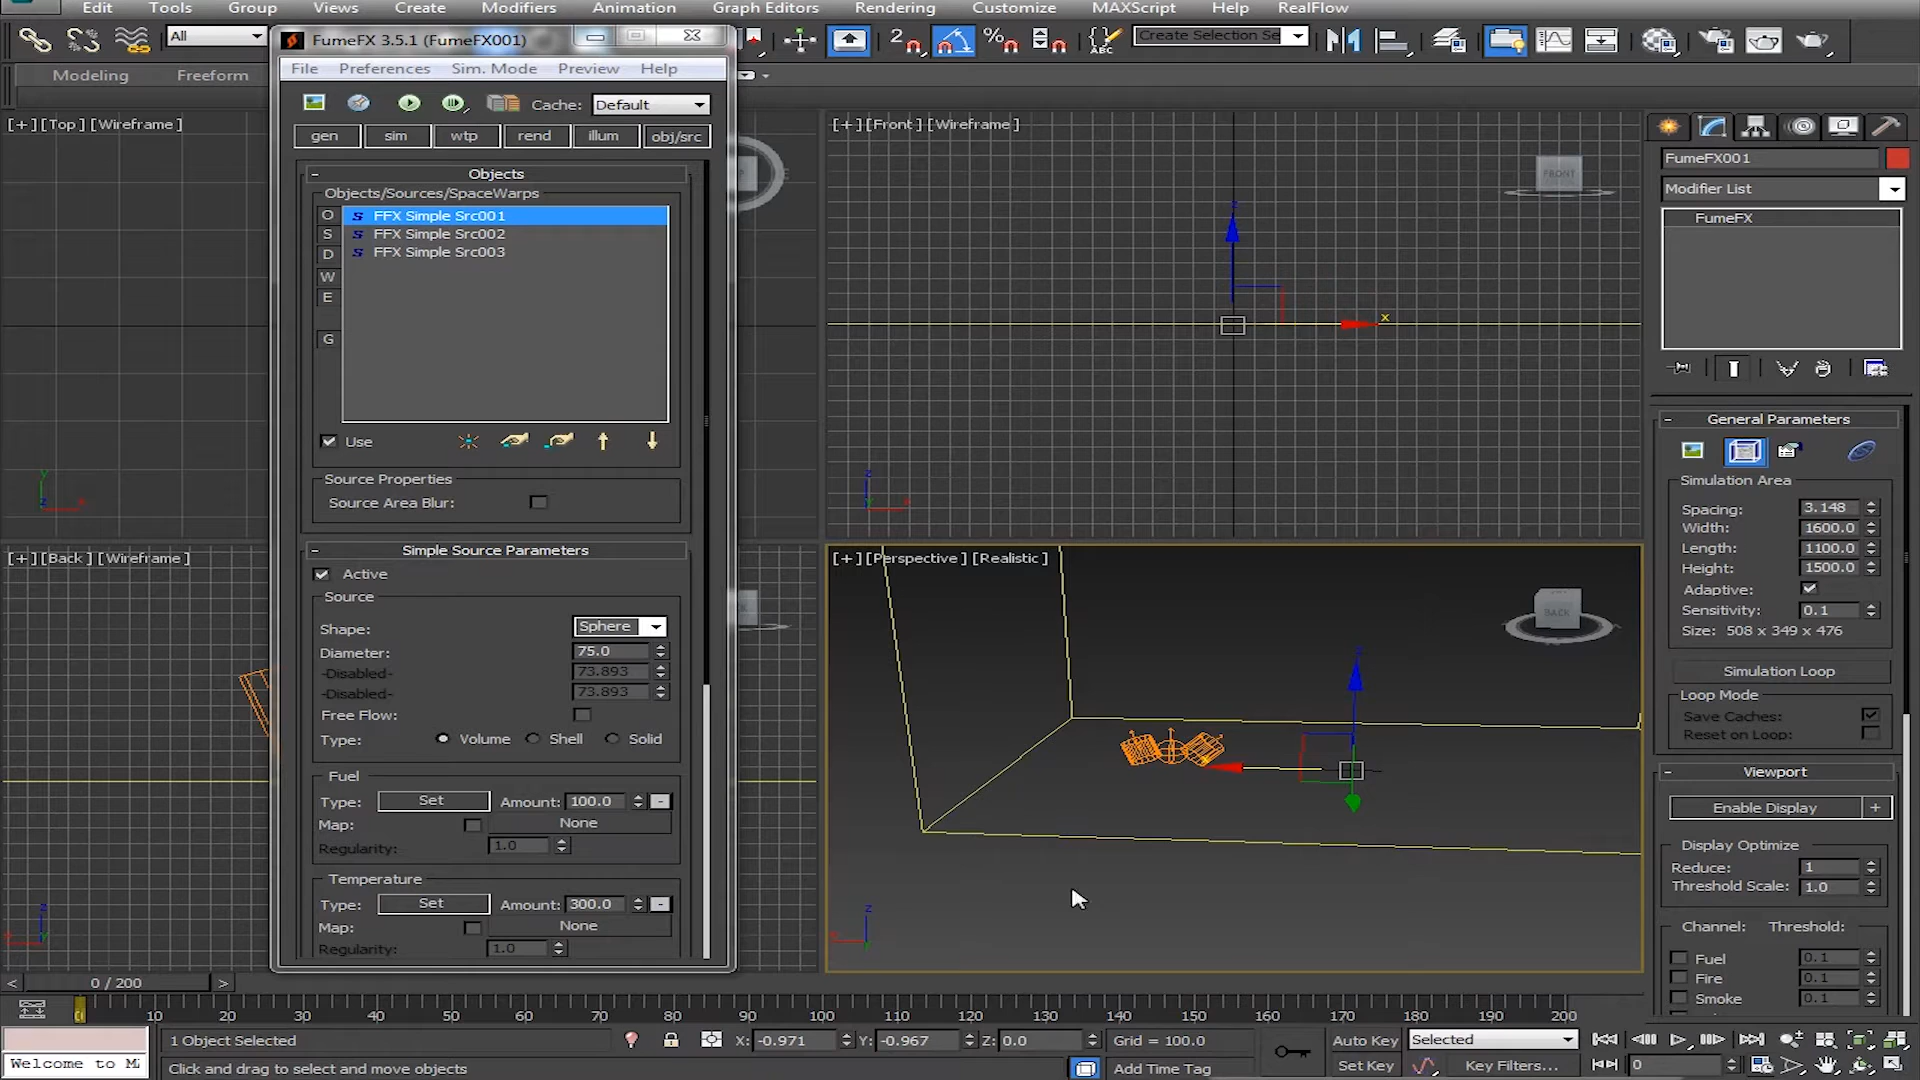 Edit Tools Group Views Create Modifiers Animation Graph Editors Rendering Customize MAXScript Help RealFlow
All
Create Selection Se
Modeling Freeform
FumeFX 3.5.1 (FumeFX001)
File Preferences Sim. Mode Preview Help
Cache: Default
gen sim wtp rend illum obj/src
- Objects
Objects/Sources/SpaceWarps
O S FFX Simple Src001
S S FFX Simple Src002
D S FFX Simple Src003
W
E
G
Use
Source Properties
Source Area Blur:
- Simple Source Parameters
Active
Source
Shape: Sphere
Diameter: 75.0
-Disabled- 73.893
-Disabled- 73.893
Free Flow:
Type: Volume Shell Solid
Fuel
Type: Set Amount: 100.0 -
Map: None
Regularity: 1.0
Temperature
Type: Set Amount: 300.0 -
Map: None
Regularity: 1.0
[+][Top][Wireframe]
[+][Front][Wireframe]
FRONT
z
x
[+][Back][Wireframe]
[+][Perspective][Realistic]
BACK
FumeFX001
Modifier List
FumeFX
- General Parameters
Simulation Area
Spacing: 3.148
Width: 1600.0
Length: 1100.0
Height: 1500.0
Adaptive:
Sensitivity: 0.1
Size: 508 x 349 x 476
Simulation Loop
Loop Mode
Save Caches:
Reset on Loop:
- Viewport
Enable Display +
Display Optimize
Reduce: 1
Threshold Scale: 1.0
Channel: Threshold:
Fuel 0.1
Fire 0.1
Smoke 0.1
< 0 / 200 >
0 10 20 30 40 50 60 70 80 90 100 110 120 130 140 150 160 170 180 190 200
1 Object Selected X: -0.971 Y: -0.967 Z: 0.0 Grid = 100.0 Auto Key Selected
Welcome to M Click and drag to select and move objects Add Time Tag Set Key Key Filters... 0